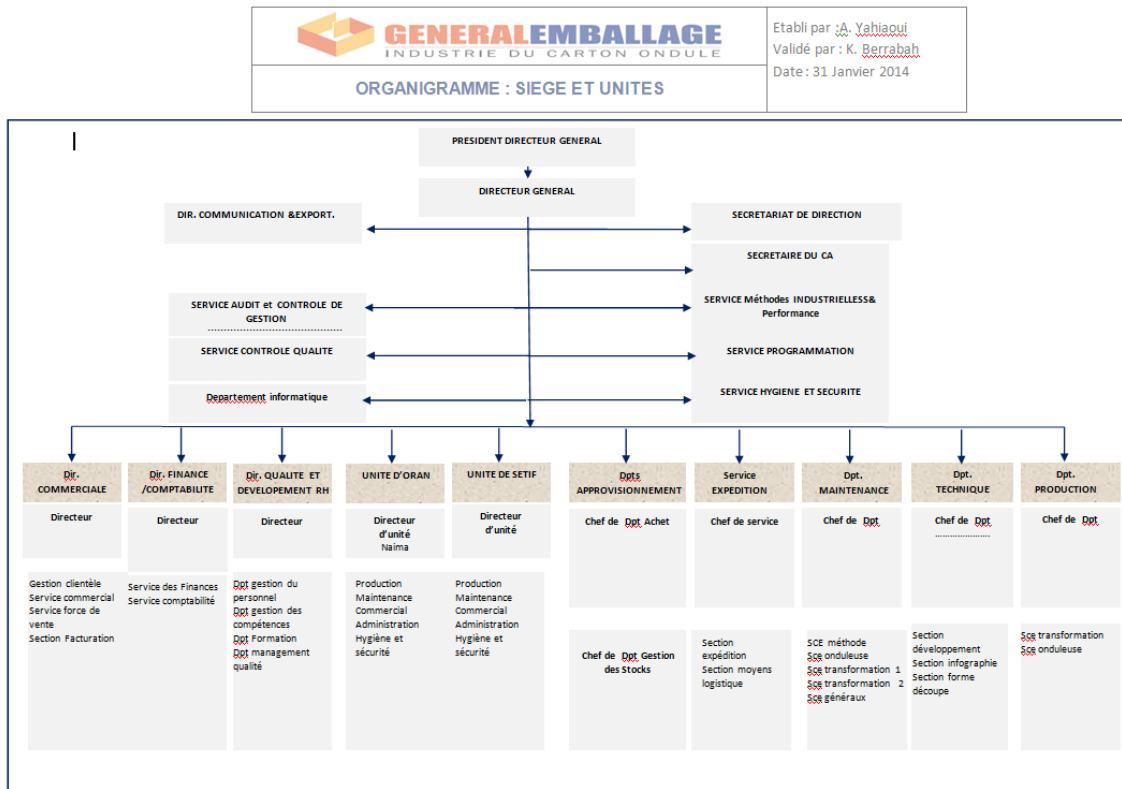 GENERALEMBALLAGE
INDUSTRIE DU CARTON ONDULE
ORGANIGRAMME : SIEGE ET UNITES
Etabli par :A. Yahiaoui
Validé par : K. Berrabah
Date : 31 Janvier 2014
PRESIDENT DIRECTEUR GENERAL
DIRECTEUR GENERAL
DIR. COMMUNICATION &EXPORT.
SECRETARIAT DE DIRECTION
SECRETAIRE DU CA
SERVICE AUDIT et CONTROLE DE
GESTION
............................................
SERVICE Méthodes INDUSTRIELLESS&
Performance
SERVICE CONTROLE QUALITE
SERVICE PROGRAMMATION
Departement informatique
SERVICE HYGIENE ET SECURITE
Dir.
COMMERCIALE
Directeur
Gestion clientèle
Service commercial
Service force de
vente
Section Facturation
Dir. FINANCE
/COMPTABILITE
Directeur
Service des Finances
Service comptabilité
Dir. QUALITE ET
DEVELOPEMENT RH
Directeur
Dpt gestion du
personnel
Dpt gestion des
compétences
Dpt Formation
Dpt management
qualité
UNITE D'ORAN
Directeur
d'unité
Naima
Production
Maintenance
Commercial
Administration
Hygiène et
sécurité
UNITE DE SETIF
Directeur
d'unité
Production
Maintenance
Commercial
Administration
Hygiène et
sécurité
Dpts
APPROVISIONNEMENT
Chef de Dpt Achet
Chef de Dpt Gestion
des Stocks
Service
EXPEDITION
Chef de service
Section
expédition
Section moyens
logistique
Dpt.
MAINTENANCE
Chef de Dpt
SCE méthode
Sce onduleuse
Sce transformation 1
Sce transformation 2
Sce généraux
Dpt.
TECHNIQUE
Chef de Dpt
.....................
Section
développement
Section infographie
Section forme
découpe
Dpt.
PRODUCTION
Chef de Dpt
Sce transformation
Sce onduleuse